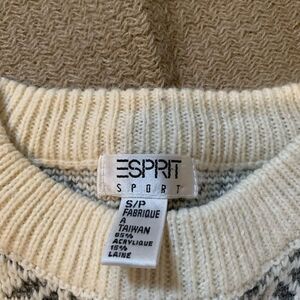 ESPRIT
SPORT
S/P
FABRIQUE
A
TAIWAN
85%
ACRYLIQUE
15%
LAINE